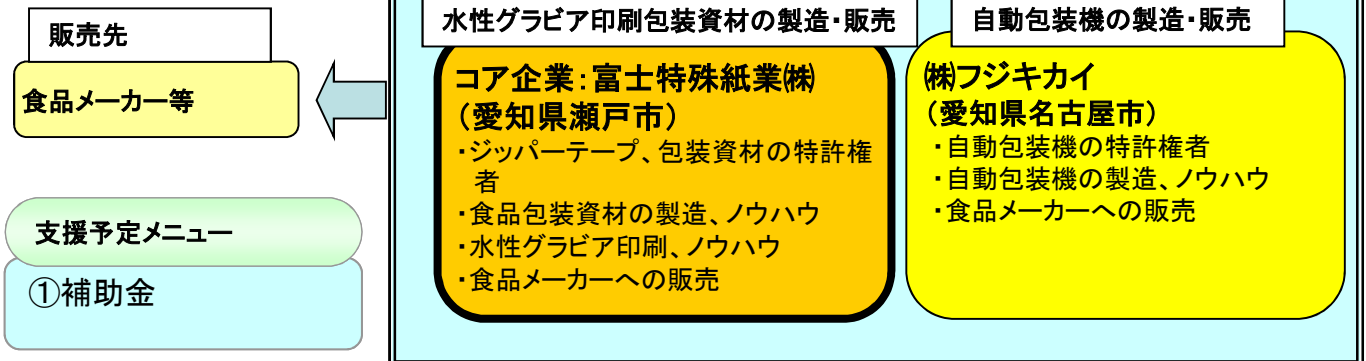 販売先
食品メーカー等
支援予定メニュー
①補助金
水性グラビア印刷包装資材の製造・販売
コア企業：富士特殊紙業㈱
（愛知県瀬戸市）
・ジッパーテープ、包装資材の特許権
者
・食品包装資材の製造、ノウハウ
・水性グラビア印刷、ノウハウ
・食品メーカーへの販売
自動包装機の製造・販売
㈱フジキカイ
（愛知県名古屋市）
・自動包装機の特許権者
・自動包装機の製造、ノウハウ
・食品メーカーへの販売